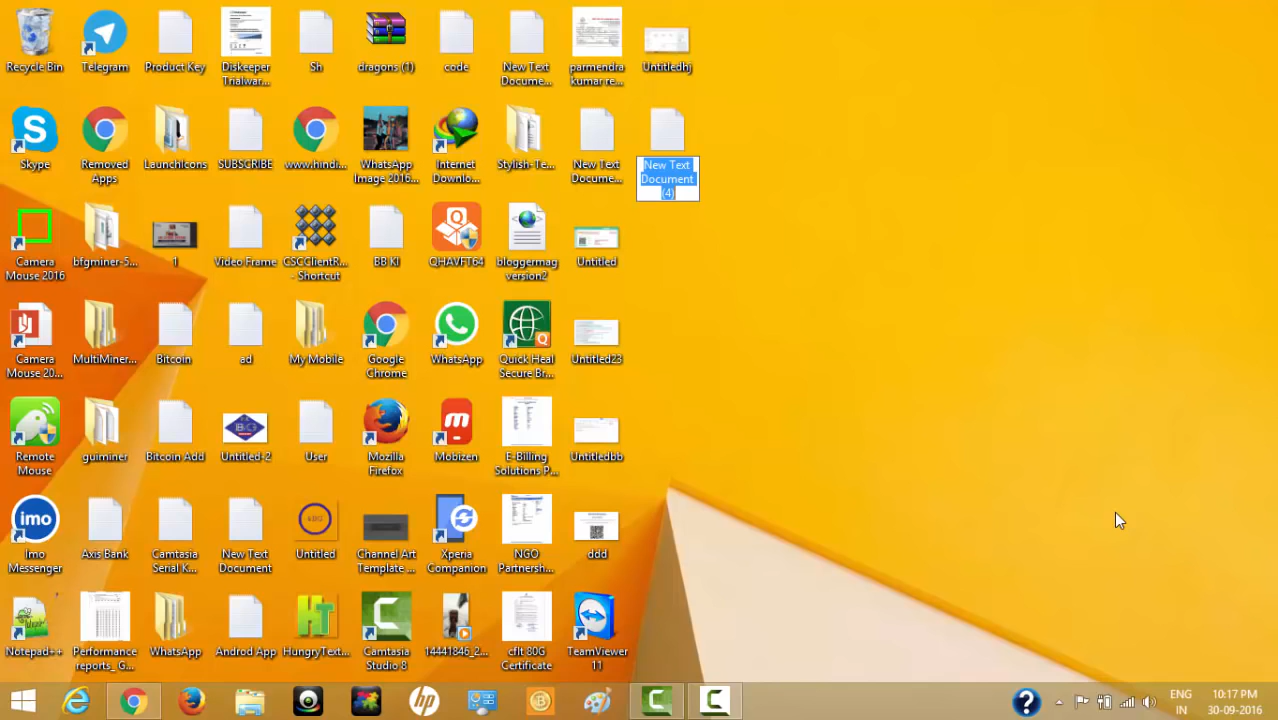 Recycle Bin
Telegram
Product Key
Diskeeper
Trialwar...
Sh
dragons (1)
code
New Text
Docume...
parmendra
kumar re...
Untitledhj
Skype
Removed
Apps
LaunchIcons
SUBSCRIBE
www.hindi...
WhatsApp
Image 2016...
Internet
Downlo...
Stylish- Te...
New Text
Docume...
New Text
Document
(4)
Camera
Mouse 2016
bfgminer-5...
1
Video Frame
CSCClientR...
- Shortcut
BB KI
QHAVFT64
bloggermag
version2
Untitled
Camera
Mouse 20...
MultiMiner...
Bitcoin
ad
My Mobile
Google
Chrome
WhatsApp
Quick Heal
Secure Br...
Untitled23
Remote
Mouse
guiminer
Bitcoin Add
BG
Untitled-2
User
Mozilla
Firefox
Mobizen
E-Billing
Solutions P...
Untitledbb
imo
Imo
Messenger
Axis Bank
Camtasia
Serial K...
New Text
Document
Untitled
Channel Art
Template ...
Xperia
Companion
NGO
Partnersh...
ddd
Notepad++
Performance
reports_ G...
WhatsApp
Androd App
HungryText...
Camtasia
Studio 8
14441846_2...
cflt 80G
Certificate
TeamViewer
11
hp
ENG
IN
10:17 PM
30-09-2016